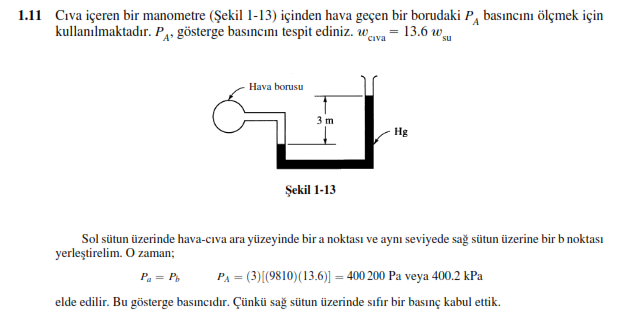 1.11 Cıva içeren bir manometre (Şekil 1-13) içinden hava geçen bir borudaki P_A basıncını ölçmek için
kullanılmaktadır. P_A, gösterge basıncını tespit ediniz. w_cıva = 13.6 w_su
Hava borusu
3 m
Hg
Şekil 1-13
Sol sütun üzerinde hava-cıva ara yüzeyinde bir a noktası ve aynı seviyede sağ sütun üzerine bir b noktası
yerleştirelim. O zaman;
P_a = P_b P_A = (3)[(9810)(13.6)] = 400 200 Pa veya 400.2 kPa
elde edilir. Bu gösterge basıncıdır. Çünkü sağ sütun üzerinde sıfır bir basınç kabul ettik.